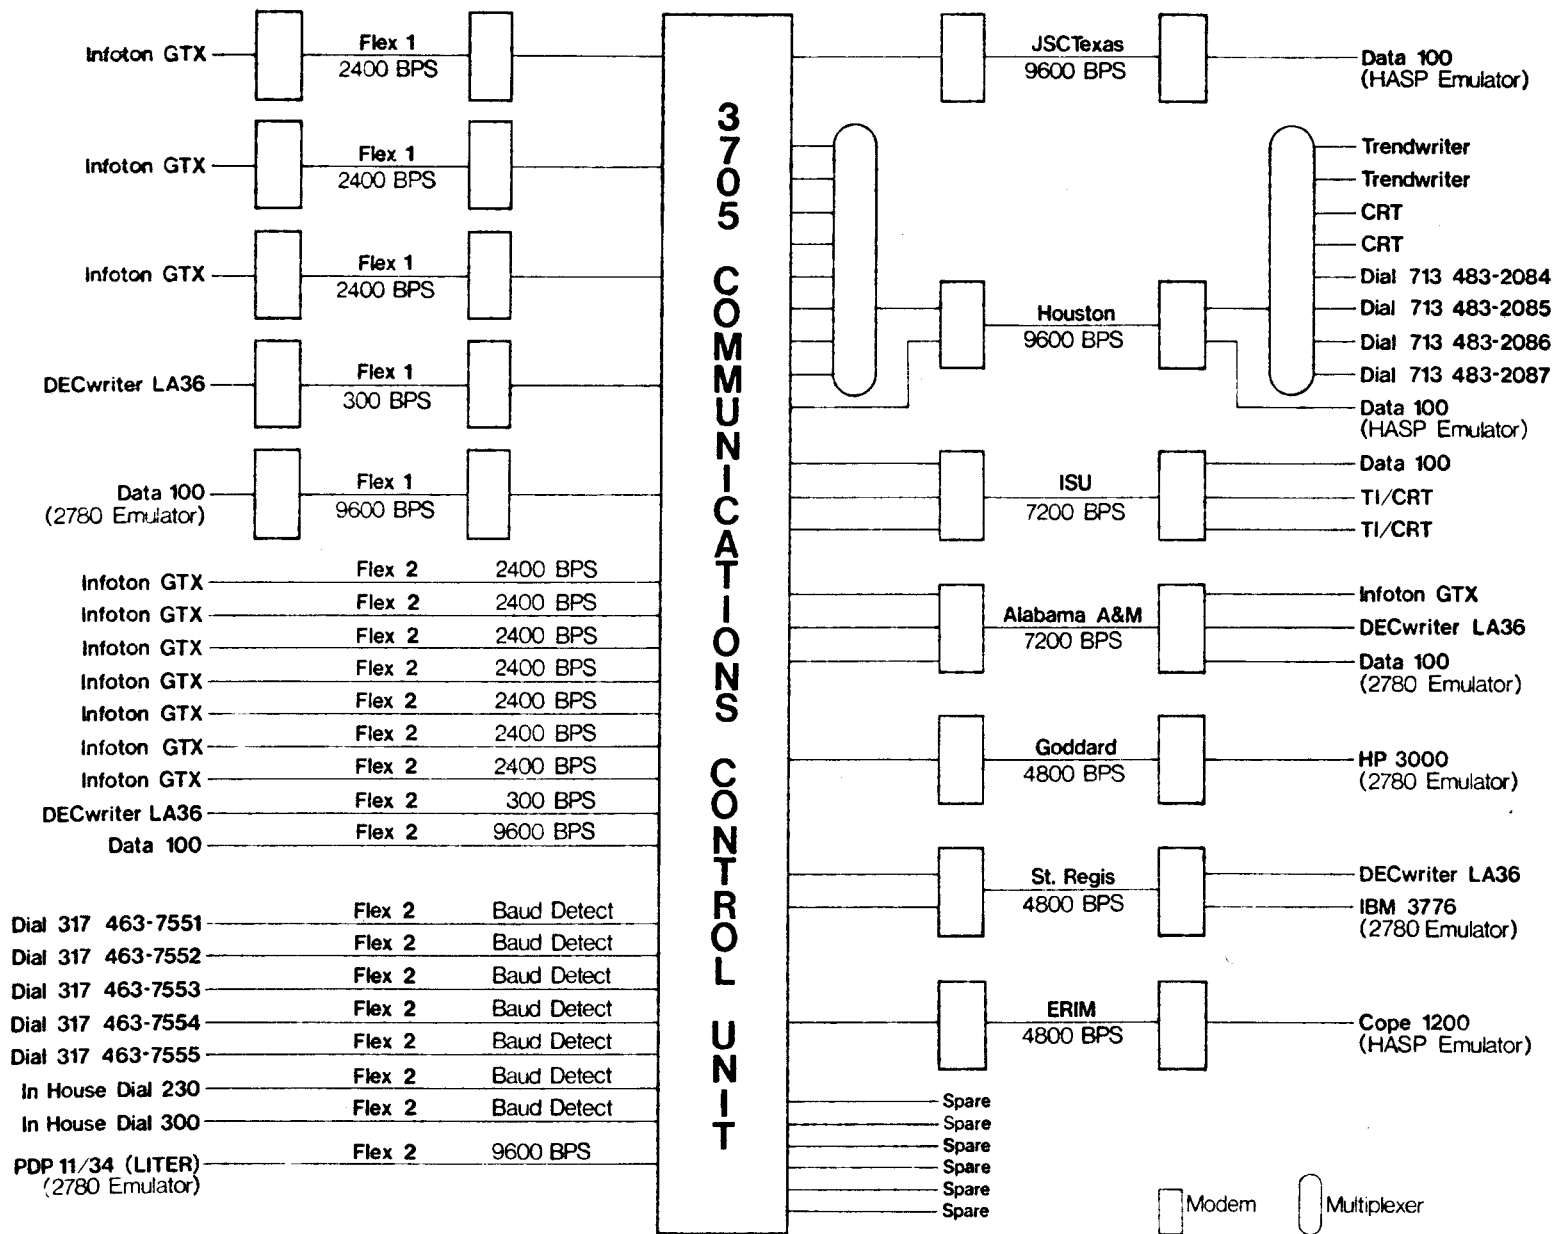 Infoton GTX
Flex 1
2400 BPS
Infoton GTX
Flex 1
2400 BPS
Infoton GTX
Flex 1
2400 BPS
DECwriter LA36
Flex 1
300 BPS
Data 100
(2780 Emulator)
Flex 1
9600 BPS
Infoton GTX Flex 2 2400 BPS
Infoton GTX Flex 2 2400 BPS
Infoton GTX Flex 2 2400 BPS
Infoton GTX Flex 2 2400 BPS
Infoton GTX Flex 2 2400 BPS
Infoton GTX Flex 2 2400 BPS
Infoton GTX Flex 2 2400 BPS
DECwriter LA36 Flex 2 300 BPS
Data 100 Flex 2 9600 BPS
Dial 317 463-7551 Flex 2 Baud Detect
Dial 317 463-7552 Flex 2 Baud Detect
Dial 317 463-7553 Flex 2 Baud Detect
Dial 317 463-7554 Flex 2 Baud Detect
Dial 317 463-7555 Flex 2 Baud Detect
In House Dial 230 Flex 2 Baud Detect
In House Dial 300 Flex 2 Baud Detect
PDP 11/34 (LITER) Flex 2 9600 BPS
(2780 Emulator)
3705 COMMUNICATIONS CONTROL UNIT
JSCTexas
9600 BPS
Data 100
(HASP Emulator)
Trendwriter
Trendwriter
CRT
CRT
Dial 713 483-2084
Dial 713 483-2085
Dial 713 483-2086
Dial 713 483-2087
Houston
9600 BPS
Data 100
(HASP Emulator)
ISU
7200 BPS
Data 100
TI/CRT
TI/CRT
Alabama A&M
7200 BPS
Infoton GTX
DECwriter LA36
Data 100
(2780 Emulator)
Goddard
4800 BPS
HP 3000
(2780 Emulator)
St. Regis
4800 BPS
DECwriter LA36
IBM 3776
(2780 Emulator)
ERIM
4800 BPS
Cope 1200
(HASP Emulator)
Spare
Spare
Spare
Spare
Spare
Spare
Modem
Multiplexer